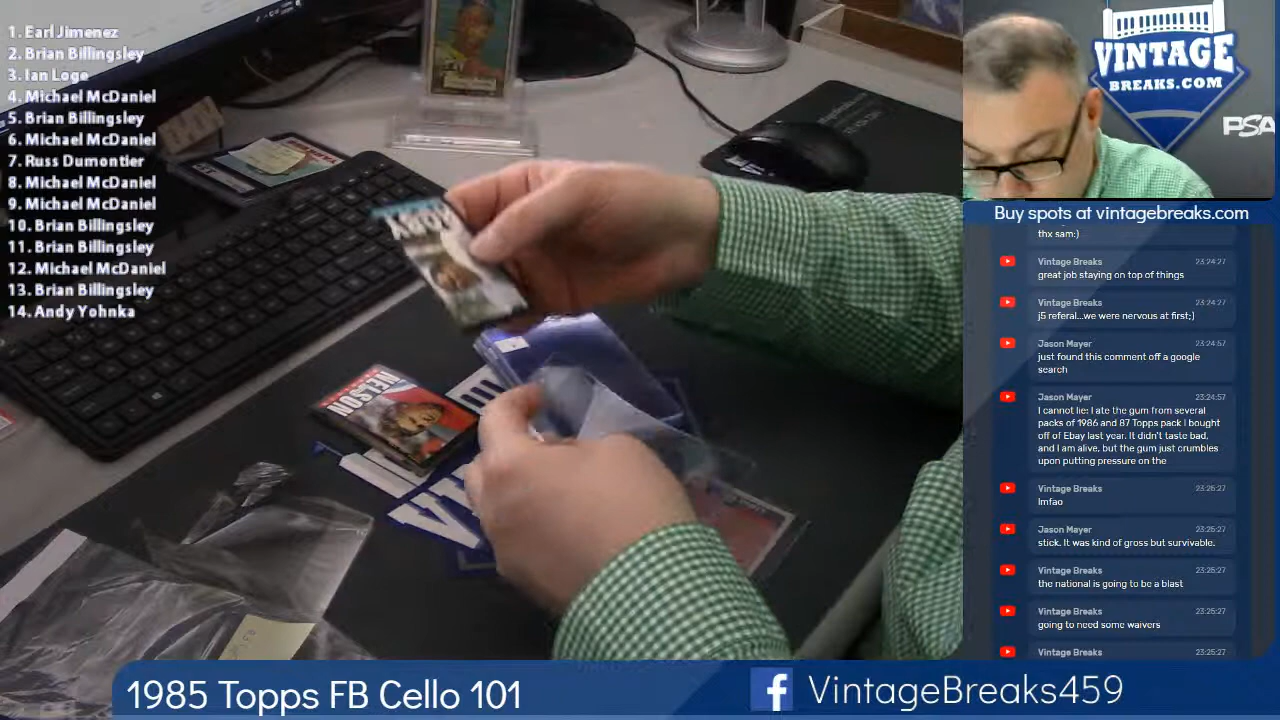 1. Earl Jimenez
2. Brian Billingsley
3. Ian Loge
4. Michael McDaniel
5. Brian Billingsley
6. Michael McDaniel
7. Russ Dumontier
8. Michael McDaniel
9. Michael McDaniel
10. Brian Billingsley
11. Brian Billingsley
12. Michael McDaniel
13. Brian Billingsley
14. Andy Yohnka
NELSON
VINTAGE
BREAKS.COM
PSA
Buy spots at vintagebreaks.com
thx sam:)
Vintage Breaks 23:24:27
great job staying on top of things
Vintage Breaks 23:24:27
j5 referal...we were nervous at first;)
Jason Mayer 23:24:57
just found this comment off a google
search
Jason Mayer 23:24:57
I cannot lie: I ate the gum from several
packs of 1986 and 87 Topps pack I bought
off of Ebay last year. It didn't taste bad,
and I am alive, but the gum just crumbles
upon putting pressure on the
Vintage Breaks 23:25:27
lmfao
Jason Mayer 23:25:27
stick. It was kind of gross but survivable.
Vintage Breaks 23:25:27
the national is going to be a blast
Vintage Breaks 23:25:27
going to need some waivers
Vintage Breaks 23:25:27
1985 Topps FB Cello 101
f VintageBreaks459